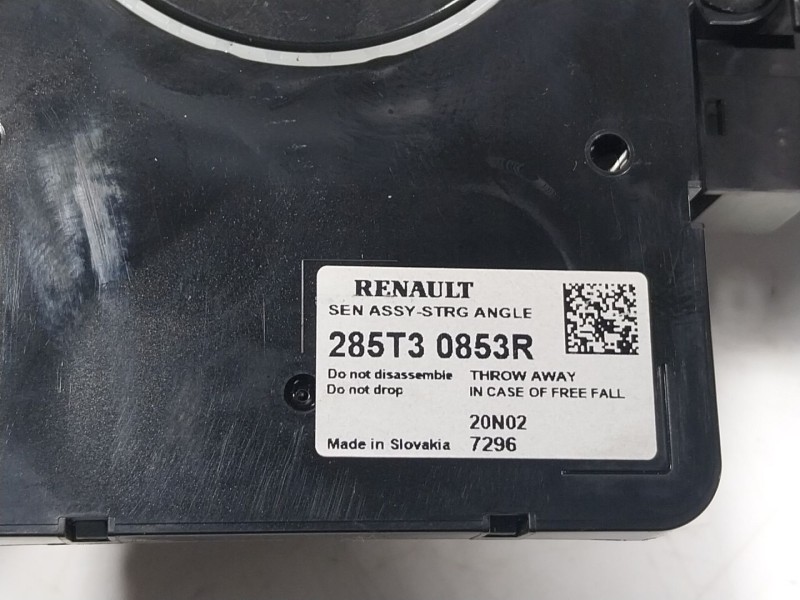 RENAULT
SEN ASSY-STRG ANGLE
285T3 0853R
Do not disassemble THROW AWAY
Do not drop IN CASE OF FREE FALL
20N02
Made in Slovakia 7296